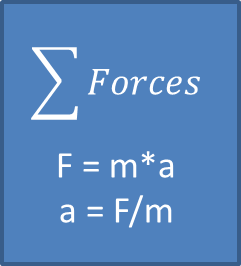 ∑ Forces
F = m*a
a = F/m